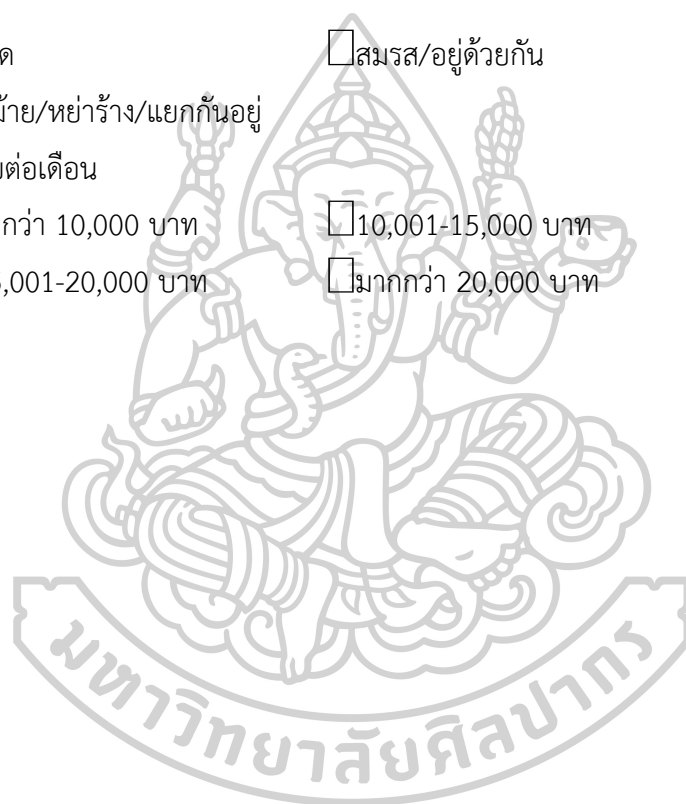 ด ☐สมรส/อยู่ด้วยกัน
้าย/หย่าร้าง/แยกกันอยู่
ต่อเดือน
กว่า 10,000 บาท ☐10,001-15,000 บาท
,001-20,000 บาท ☐มากกว่า 20,000 บาท
มหาวิทยาลัยศิลปากร